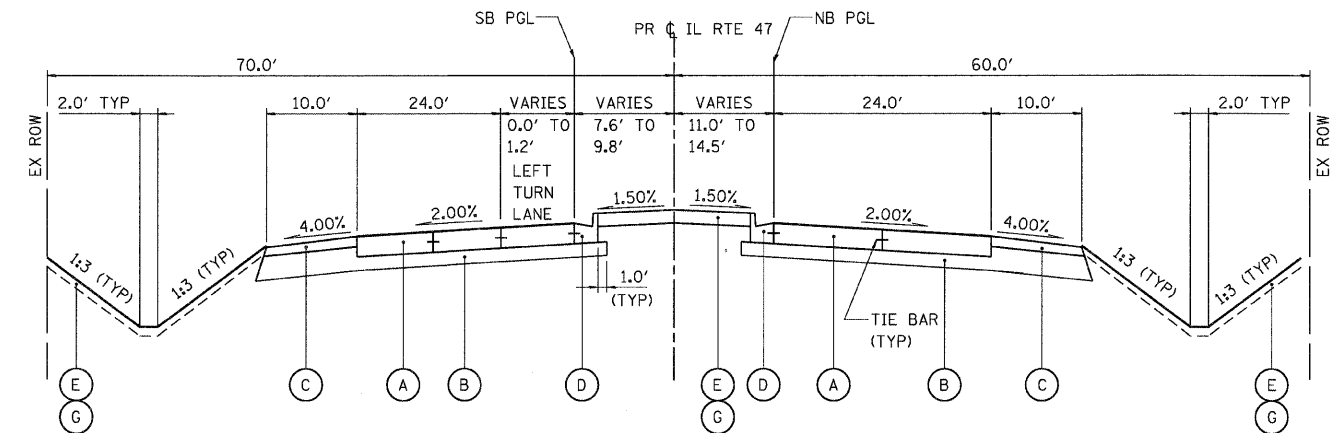 SB PGL
PR ℄ IL RTE 47
NB PGL
70.0'
60.0'
2.0' TYP
10.0'
24.0'
VARIES
0.0' TO
1.2'
LEFT
TURN
LANE
VARIES
7.6' TO
9.8'
VARIES
11.0' TO
14.5'
24.0'
10.0'
2.0' TYP
EX ROW
EX ROW
4.00%
2.00%
1.50%
1.50%
2.00%
4.00%
1:3 (TYP)
1:3 (TYP)
1:3 (TYP)
1:3 (TYP)
1.0'
(TYP)
TIE BAR
(TYP)
E
G
C
A
B
D
E
G
D
A
B
C
E
G